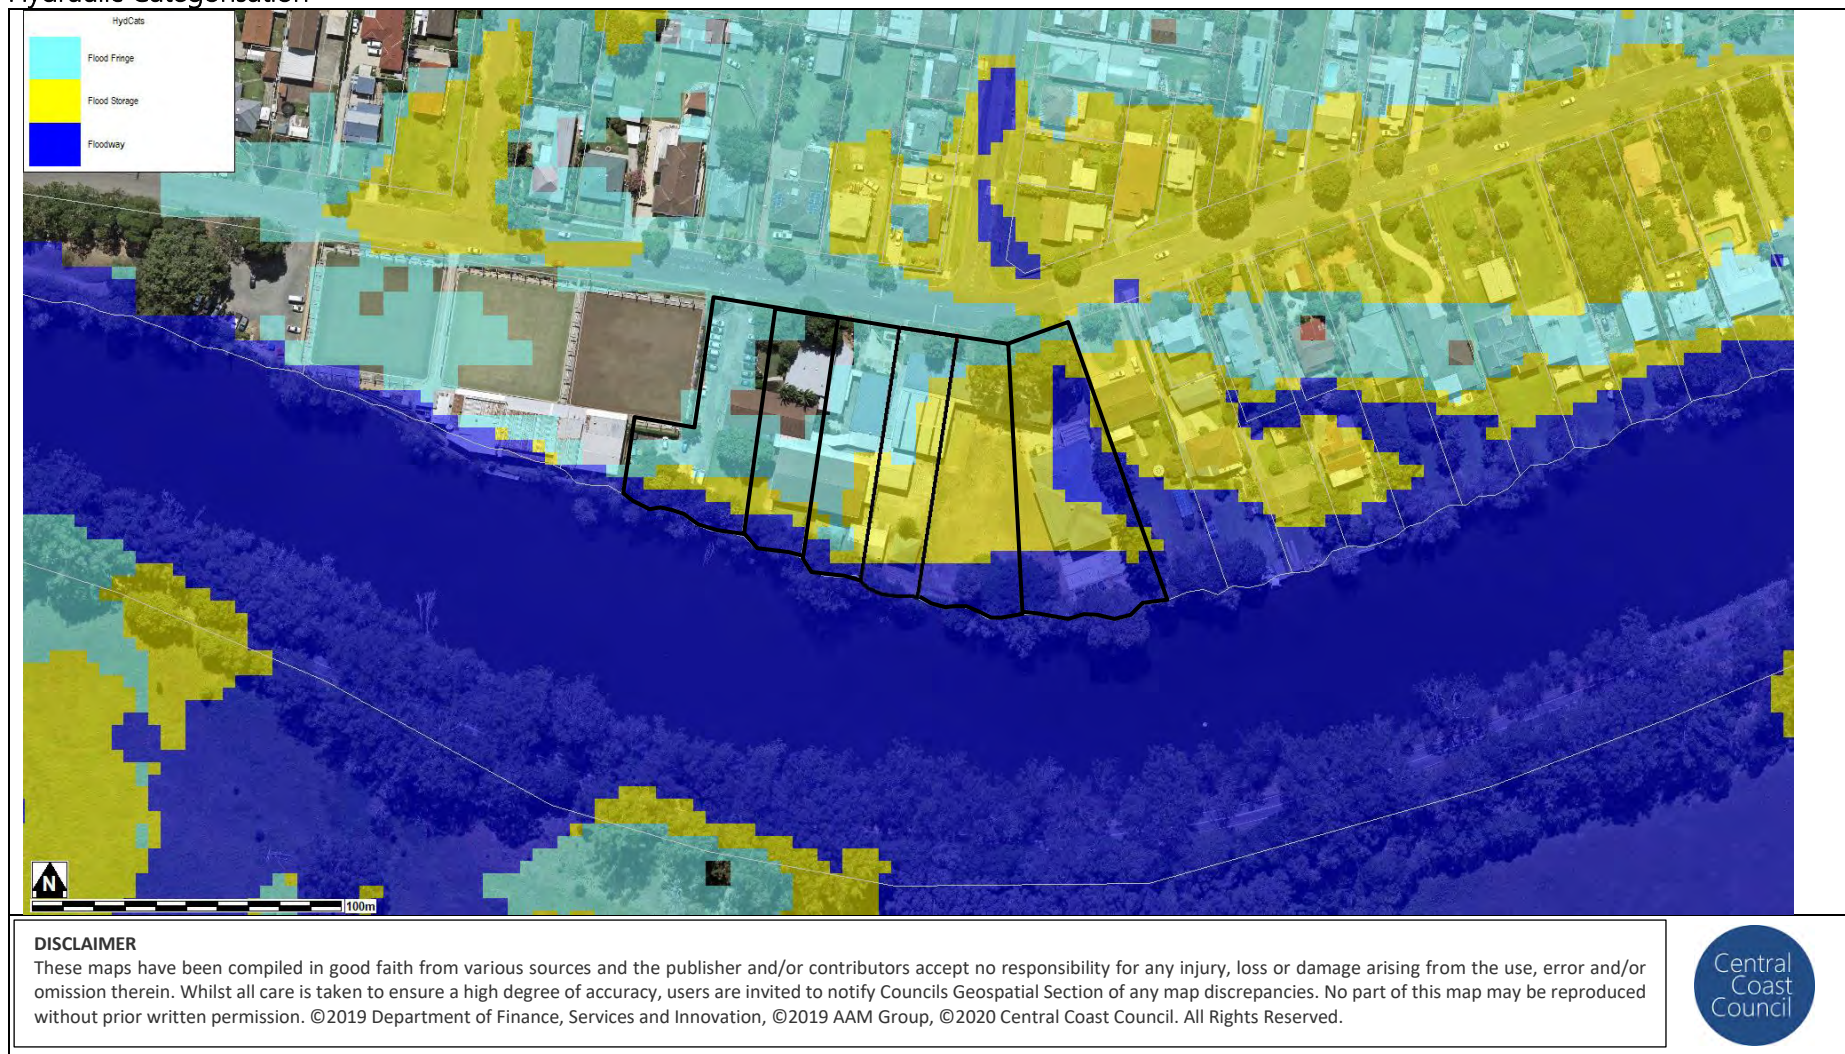 Hydraulic Categorisation
HydCats
Flood Fringe
Flood Storage
Floodway
N
100m
DISCLAIMER
These maps have been compiled in good faith from various sources and the publisher and/or contributors accept no responsibility for any injury, loss or damage arising from the use, error and/or
omission therein. Whilst all care is taken to ensure a high degree of accuracy, users are invited to notify Councils Geospatial Section of any map discrepancies. No part of this map may be reproduced
without prior written permission. ©2019 Department of Finance, Services and Innovation, ©2019 AAM Group, ©2020 Central Coast Council. All Rights Reserved.
Central
Coast
Council